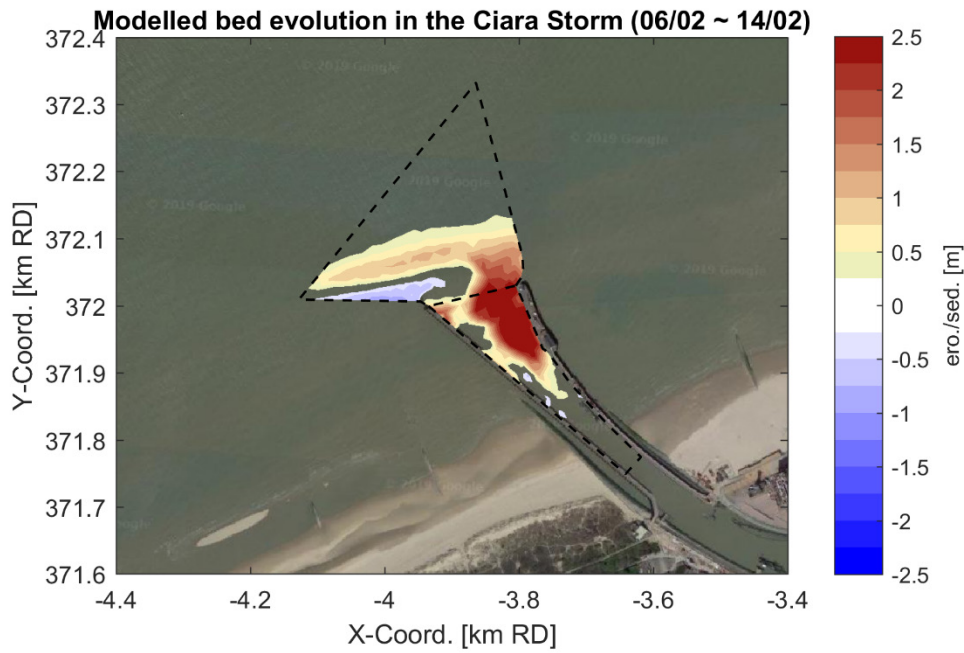 Modelled bed evolution in the Ciara Storm (06/02 ~ 14/02)
372.4
372.3
372.2
372.1
372
371.9
371.8
371.7
371.6
Y-Coord. [km RD]
-4.4
-4.2
-4
-3.8
-3.6
-3.4
X-Coord. [km RD]
2.5
2
1.5
1
0.5
0
-0.5
-1
-1.5
-2
-2.5
ero./sed. [m]
© 2019 Google
© 2019 Google
2019 Google
© 2019 Google
© 2019 Google
© 2019 Google
oogle